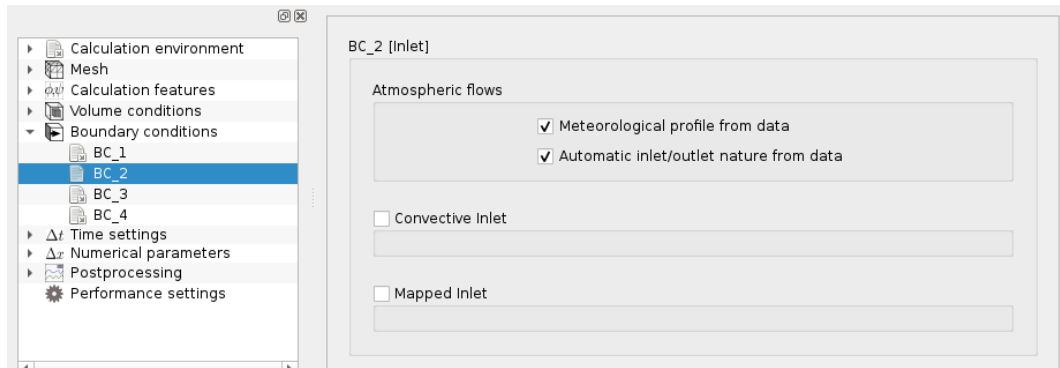 Calculation environment
Mesh
Calculation features
Volume conditions
Boundary conditions
BC_1
BC_2
BC_3
BC_4
Δt Time settings
Δx Numerical parameters
Postprocessing
Performance settings
BC_2 [Inlet]
Atmospheric flows
Meteorological profile from data
Automatic inlet/outlet nature from data
Convective Inlet
Mapped Inlet